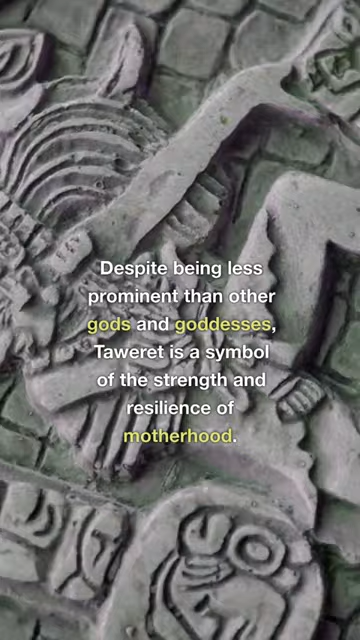 Despite being less
prominent than other
gods and goddesses,
Taweret is a symbol
of the strength and
resilience of
motherhood.